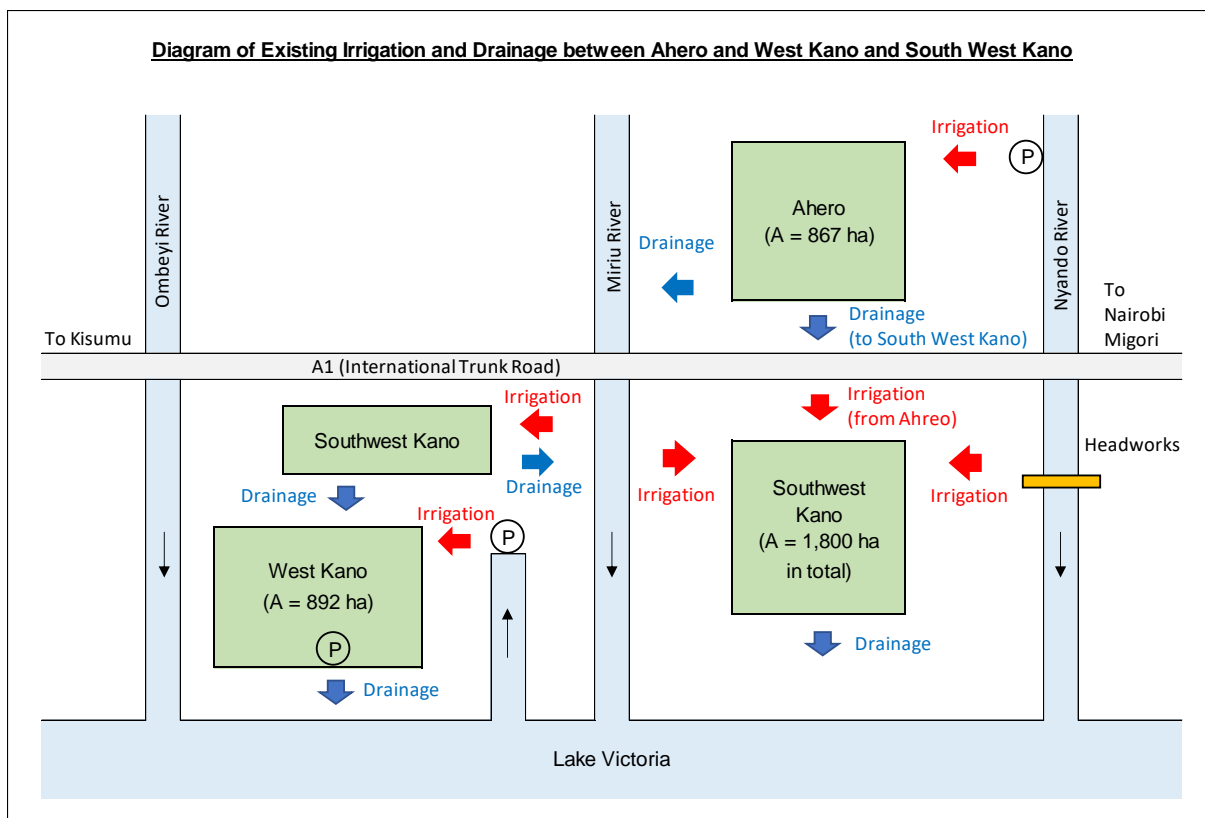 Diagram of Existing Irrigation and Drainage between Ahero and West Kano and South West Kano
Ombeyi River
Miriu River
Nyando River
Irrigation
P
Ahero
(A = 867 ha)
Drainage
Drainage
(to South West Kano)
To
Nairobi
Migori
To Kisumu
A1 (International Trunk Road)
Irrigation
Southwest Kano
Drainage
Drainage
Irrigation
(from Ahreo)
Irrigation
Southwest
Kano
(A = 1,800 ha
in total)
Irrigation
Headworks
Irrigation
P
West Kano
(A = 892 ha)
P
Drainage
Drainage
Lake Victoria